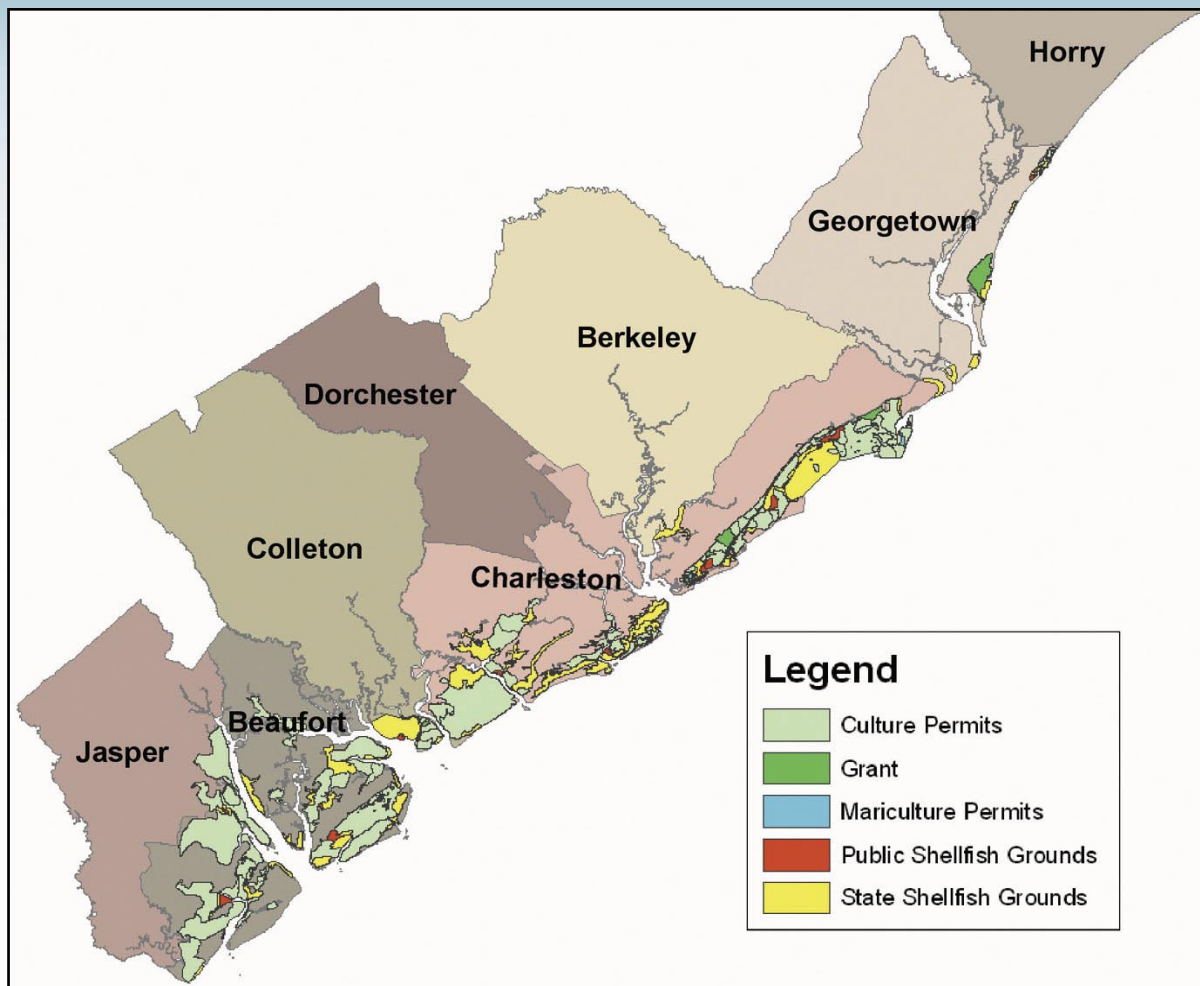 Horry
Georgetown
Berkeley
Dorchester
Colleton
Charleston
Beaufort
Jasper
Legend
Culture Permits
Grant
Mariculture Permits
Public Shellfish Grounds
State Shellfish Grounds